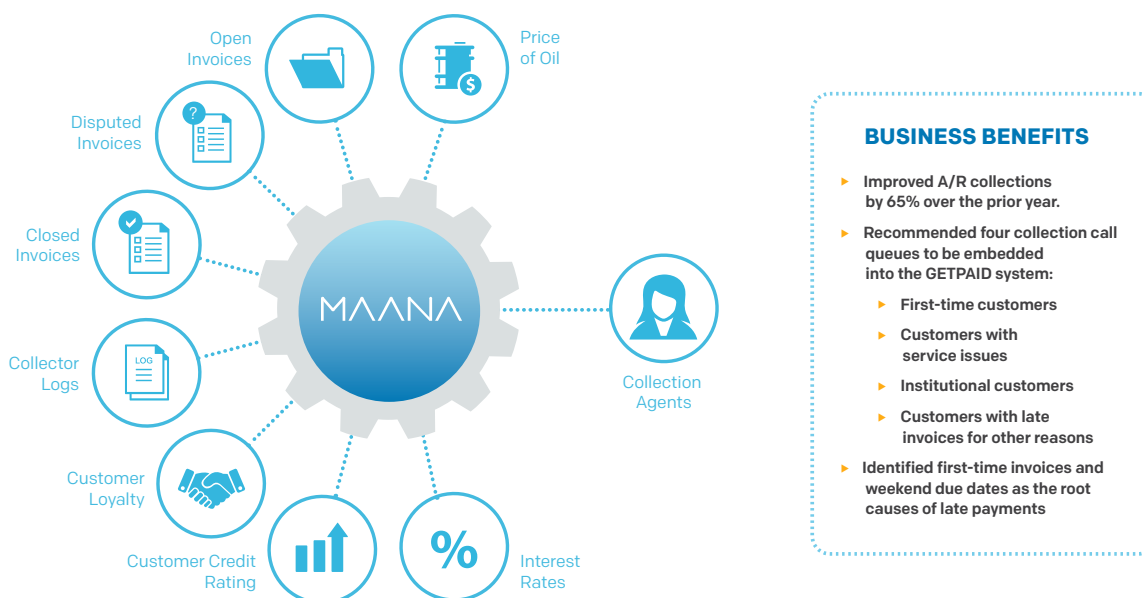 Open
Invoices
Price
of Oil
Disputed
Invoices
?
$
Closed
Invoices
Collector
Logs
LOG
Customer
Loyalty
Customer Credit
Rating
%
Interest
Rates
MAANA
Collection
Agents
BUSINESS BENEFITS
Improved A/R collections
by 65% over the prior year.
Recommended four collection call
queues to be embedded
into the GETPAID system:
First-time customers
Customers with
service issues
Institutional customers
Customers with late
invoices for other reasons
Identified first-time invoices and
weekend due dates as the root
causes of late payments